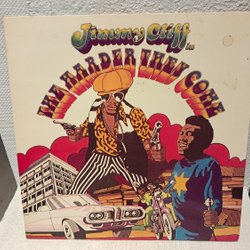 Jimmy Cliff
in
THE HARDER THEY COME